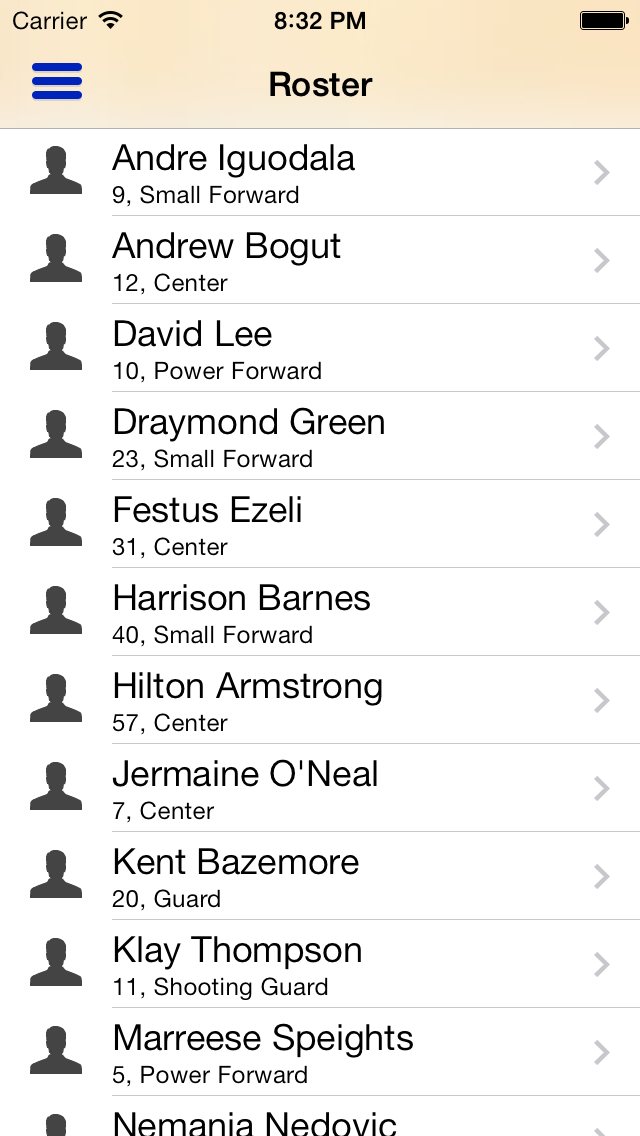 Carrier 8:32 PM
Roster
Andre Iguodala
9, Small Forward
Andrew Bogut
12, Center
David Lee
10, Power Forward
Draymond Green
23, Small Forward
Festus Ezeli
31, Center
Harrison Barnes
40, Small Forward
Hilton Armstrong
57, Center
Jermaine O'Neal
7, Center
Kent Bazemore
20, Guard
Klay Thompson
11, Shooting Guard
Marreese Speights
5, Power Forward
Nemanja Nedovic